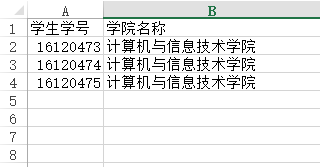 A B
1 学生学号 学院名称
2 16120473 计算机与信息技术学院
3 16120474 计算机与信息技术学院
4 16120475 计算机与信息技术学院
5
6
7
8